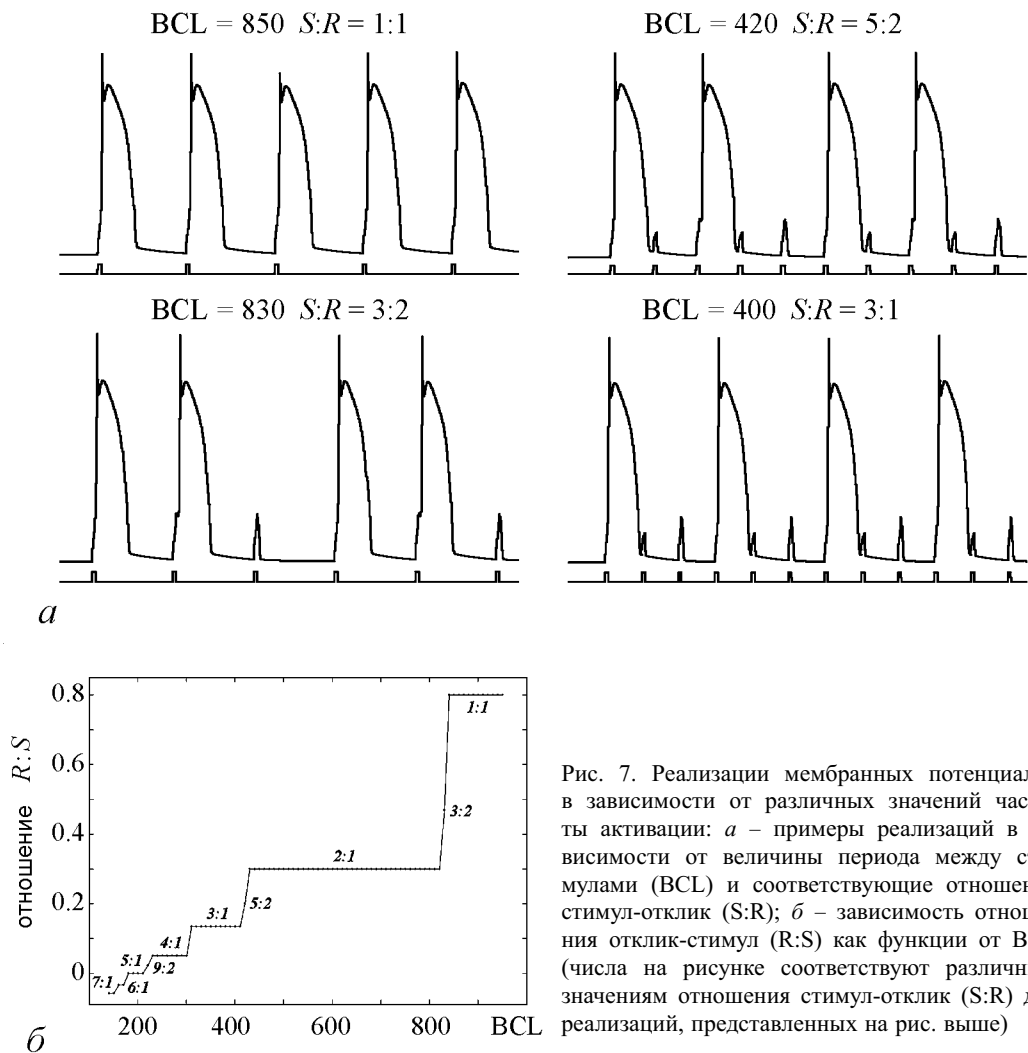 BCL = 850 S:R = 1:1
BCL = 420 S:R = 5:2
BCL = 830 S:R = 3:2
BCL = 400 S:R = 3:1
а
отношение R:S
0.8
0.6
0.4
0.2
0
1:1
3:2
2:1
5:2
3:1
4:1
9:2
5:1
6:1
7:1
200 400 600 800 BCL
б
Рис. 7. Реализации мембранных потенциал
в зависимости от различных значений час
ты активации: а – примеры реализаций в
висимости от величины периода между с
мулами (BCL) и соответствующие отношен
стимул-отклик (S:R); б – зависимость отнош
ния отклик-стимул (R:S) как функции от B
(числа на рисунке соответствуют различн
значениям отношения стимул-отклик (S:R) д
реализаций, представленных на рис. выше)